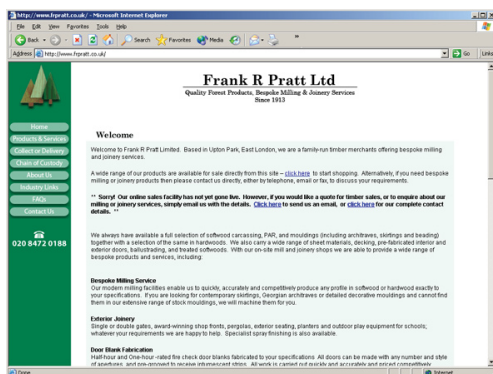 http://www.frpratt.co.uk/ - Microsoft Internet Explorer
File Edit View Favorites Tools Help
Back Search Favorites Media
Address http://www.frpratt.co.uk/ Go Links
Frank R Pratt Ltd
Quality Forest Products, Bespoke Milling & Joinery Services
Since 1913
Home
Products & Services
Collect or Delivery
Chain of Custody
About Us
Industry Links
FAQs
Contact Us
020 8472 0188
Welcome
Welcome to Frank R Pratt Limited. Based in Upton Park, East London, we are a family-run timber merchants offering bespoke milling
and joinery services.
A wide range of our products are available for sale directly from this site – click here to start shopping. Alternatively, if you need bespoke
milling or joinery products then please contact us directly, either by telephone, email or fax, to discuss your requirements.
** Sorry! Our online sales facility has not yet gone live. However, if you would like a quote for timber sales, or to enquire about our
milling or joinery services, simply email us with the details. Click here to send us an email, or click here for our complete contact
details. **
We always have available a full selection of softwood carcassing, PAR, and mouldings (including architraves, skirtings and beading)
together with a selection of the same in hardwoods. We also carry a wide range of sheet materials, decking, pre-fabricated interior and
exterior doors, ballustrading, and treated softwoods. With our on-site mill and joinery shops we are able to provide a wide range of
bespoke products and services, including:
Bespoke Milling Service
Our modern milling facilities enable us to quickly, accurately and competitively produce any profile in softwood or hardwood exactly to
your specifications. If you are looking for contemporary skirtings, Georgian architraves or detailed decorative mouldings and cannot find
them in our extensive range of stock mouldings, we will machine them for you.
Exterior Joinery
Single or double gates, award-winning shop fronts, pergolas, exterior seating, planters and outdoor play equipment for schools;
whatever your requirements we are happy to help. Specialist spray finishing is also available.
Door Blank Fabrication
Half-hour and One-hour -rated fire check door blanks fabricated to your specifications. All doors can be made with any number and style
of apertures, and pre-grooved to receive intumescent strips. All work is carried out quickly and accurately and priced competitively
Done Internet